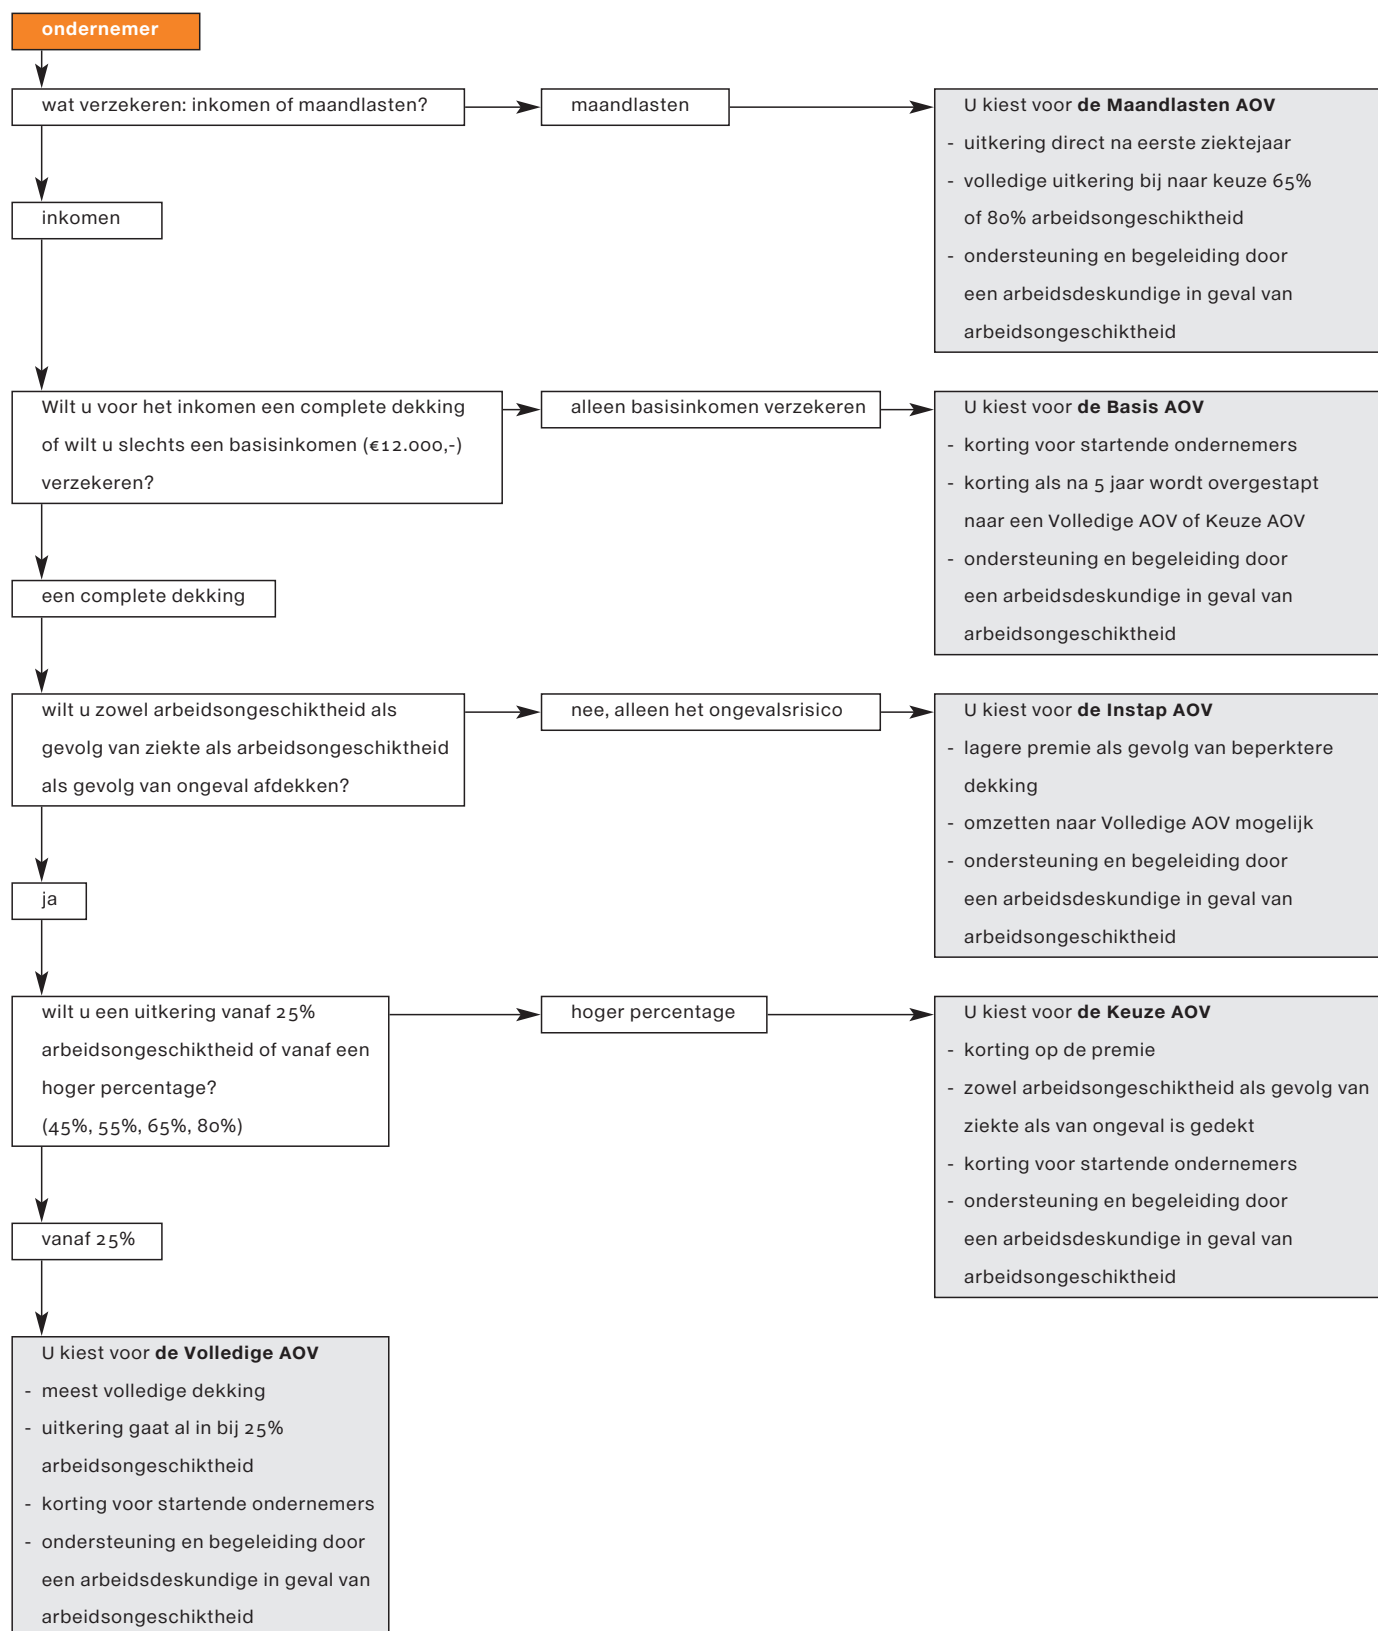 ondernemer
wat verzekeren: inkomen of maandlasten?
maandlasten
U kiest voor de Maandlasten AOV
- uitkering direct na eerste ziektejaar
- volledige uitkering bij naar keuze 65%
of 80% arbeidsongeschiktheid
- ondersteuning en begeleiding door
een arbeidsdeskundige in geval van
arbeidsongeschiktheid
inkomen
Wilt u voor het inkomen een complete dekking
of wilt u slechts een basisinkomen (€12.000,-)
verzekeren?
alleen basisinkomen verzekeren
U kiest voor de Basis AOV
- korting voor startende ondernemers
- korting als na 5 jaar wordt overgestapt
naar een Volledige AOV of Keuze AOV
- ondersteuning en begeleiding door
een arbeidsdeskundige in geval van
arbeidsongeschiktheid
een complete dekking
wilt u zowel arbeidsongeschiktheid als
gevolg van ziekte als arbeidsongeschiktheid
als gevolg van ongeval afdekken?
nee, alleen het ongevalsrisico
U kiest voor de Instap AOV
- lagere premie als gevolg van beperktere
dekking
- omzetten naar Volledige AOV mogelijk
- ondersteuning en begeleiding door
een arbeidsdeskundige in geval van
arbeidsongeschiktheid
ja
wilt u een uitkering vanaf 25%
arbeidsongeschiktheid of vanaf een
hoger percentage?
(45%, 55%, 65%, 80%)
hoger percentage
U kiest voor de Keuze AOV
- korting op de premie
- zowel arbeidsongeschiktheid als gevolg van
ziekte als van ongeval is gedekt
- korting voor startende ondernemers
- ondersteuning en begeleiding door
een arbeidsdeskundige in geval van
arbeidsongeschiktheid
vanaf 25%
U kiest voor de Volledige AOV
- meest volledige dekking
- uitkering gaat al in bij 25%
arbeidsongeschiktheid
- korting voor startende ondernemers
- ondersteuning en begeleiding door
een arbeidsdeskundige in geval van
arbeidsongeschiktheid